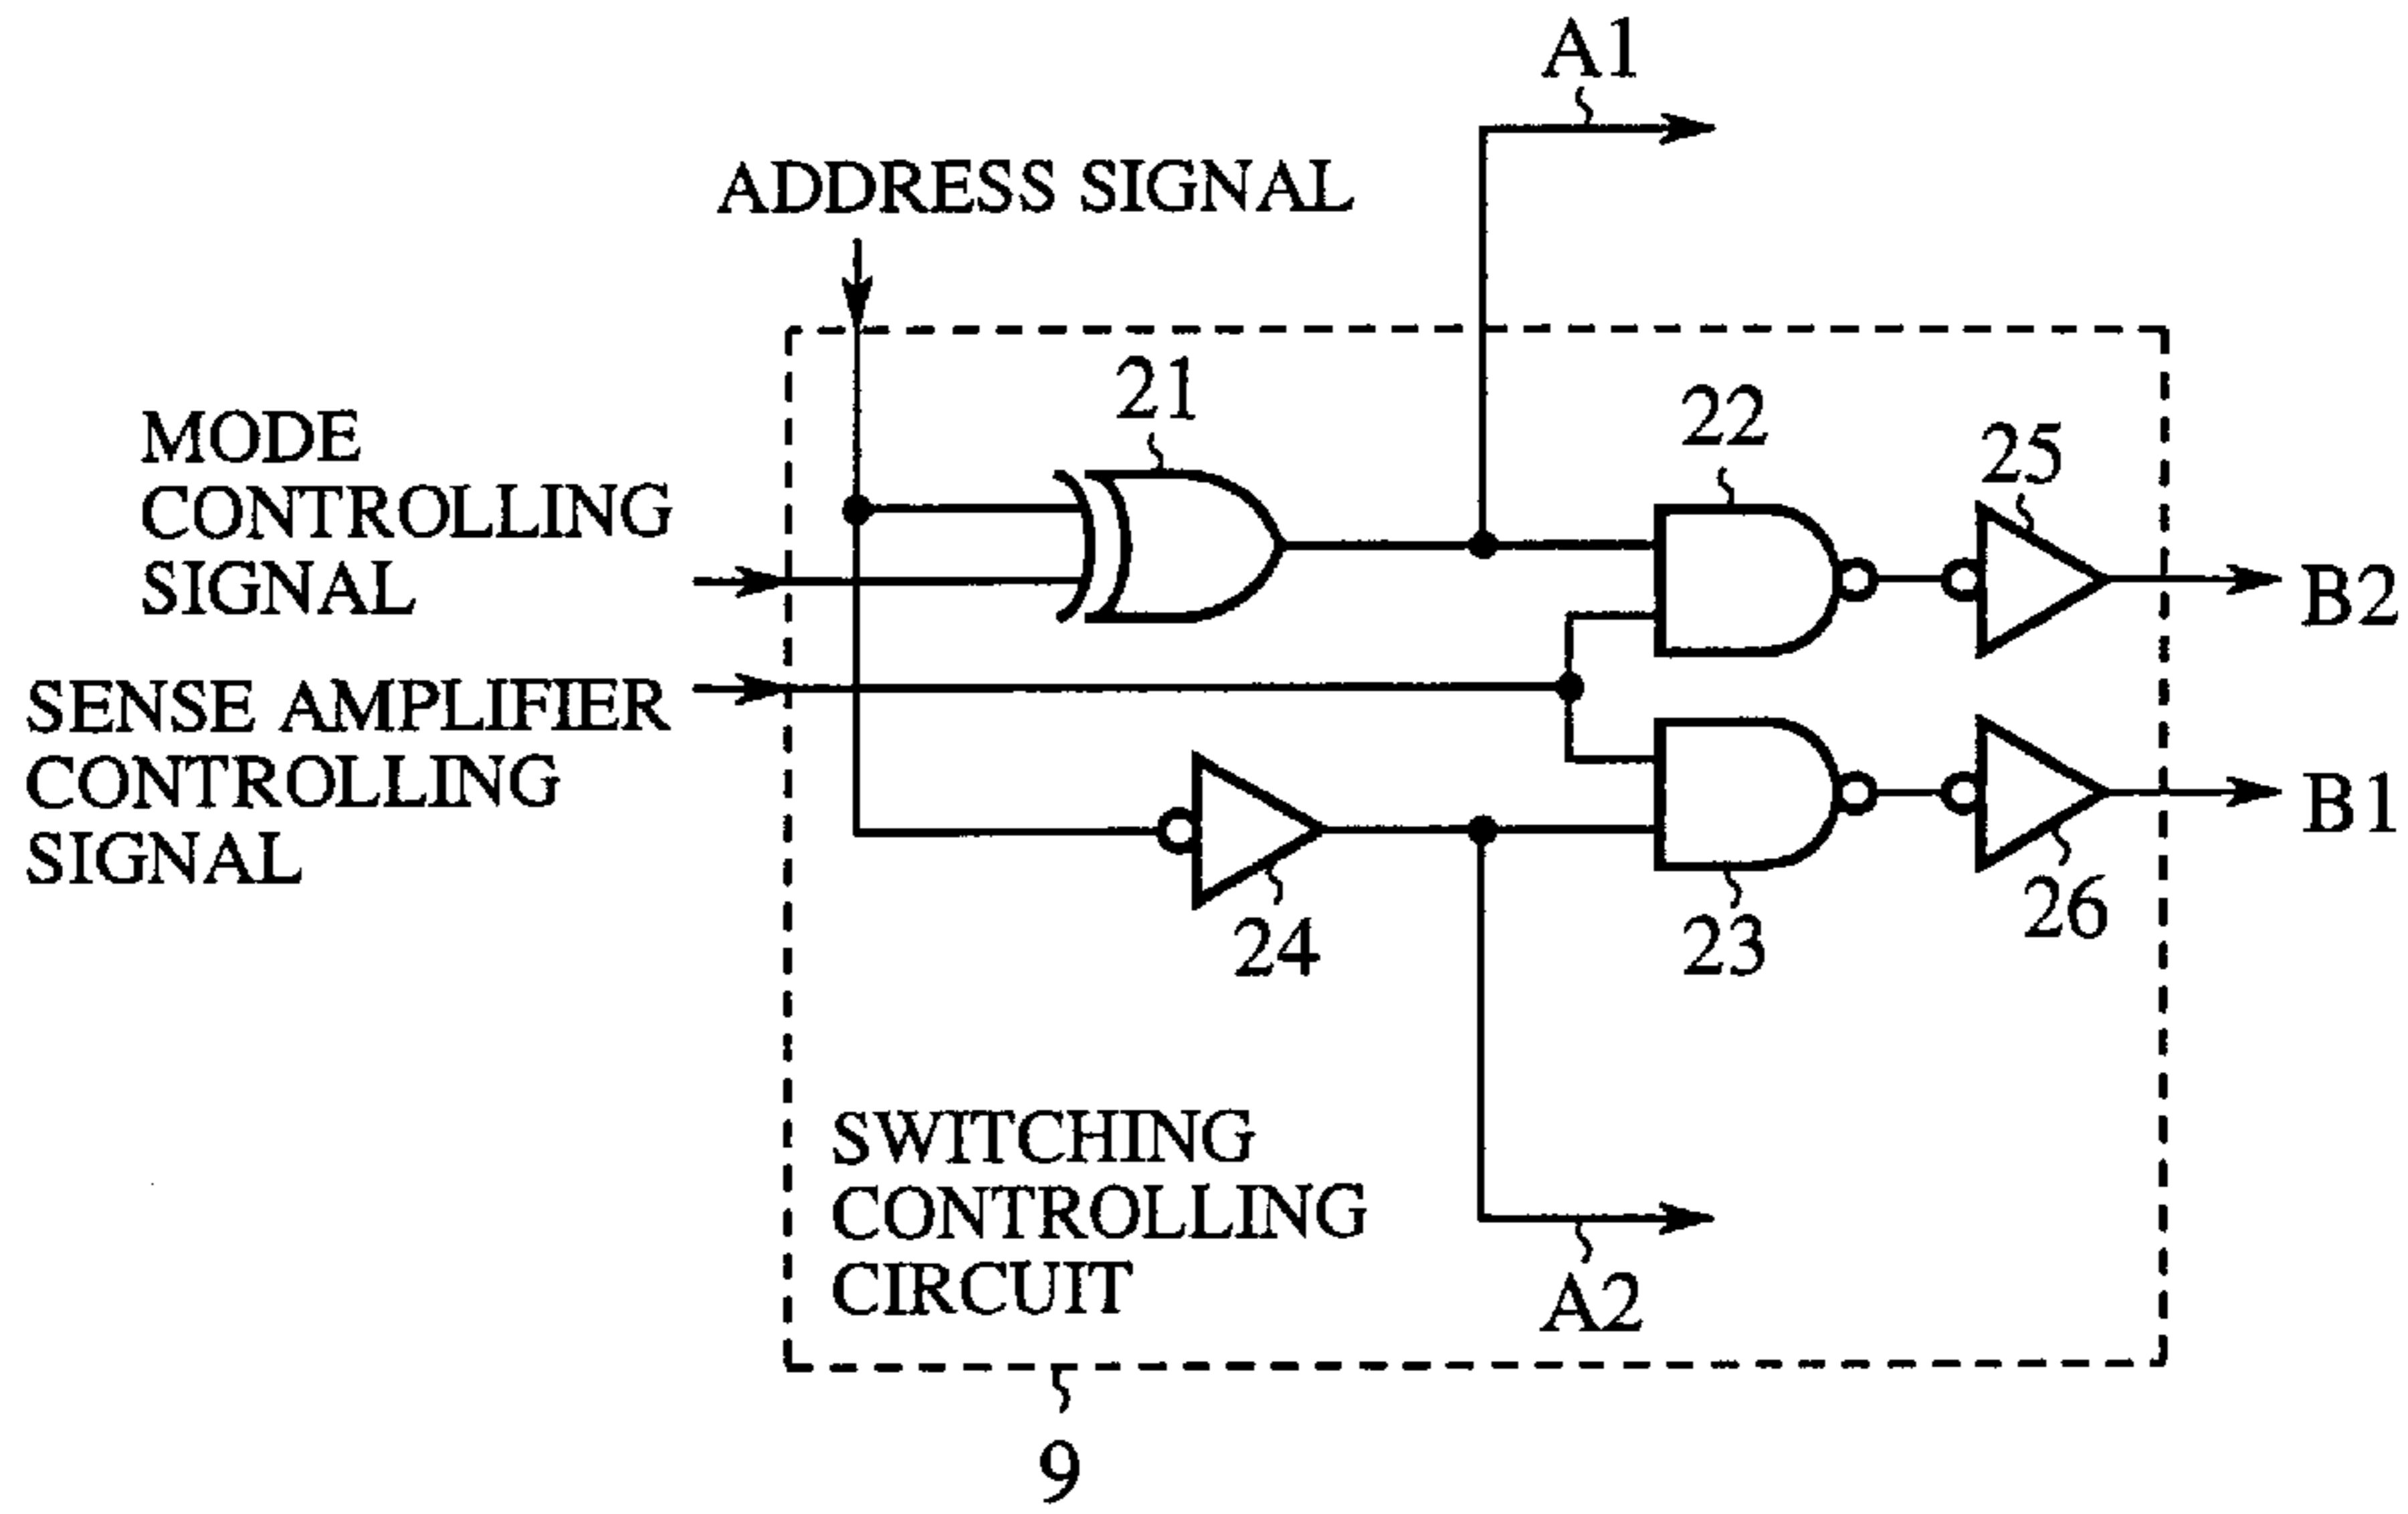 A1
ADDRESS SIGNAL
21
22
25
MODE
CONTROLLING
SIGNAL
B2
SENSE AMPLIFIER
CONTROLLING
SIGNAL
B1
24
23
26
SWITCHING
CONTROLLING
CIRCUIT
A2
9